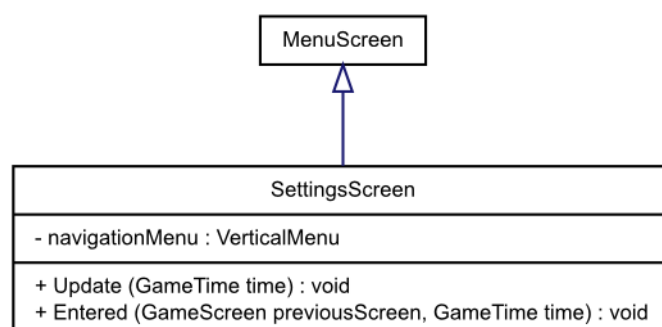 MenuScreen
SettingsScreen
- navigationMenu : VerticalMenu
+ Update (GameTime time) : void
+ Entered (GameScreen previousScreen, GameTime time) : void